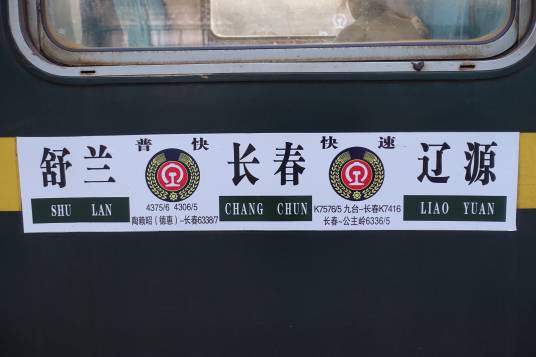 普快 快速
舒兰 长春 辽源
SHU LAN CHANG CHUN LIAO YUAN
4375/6 4306/5 K7576/5 九台~长春K7416
陶赖昭（德惠）~长春6338/7 长春~公主岭6336/5